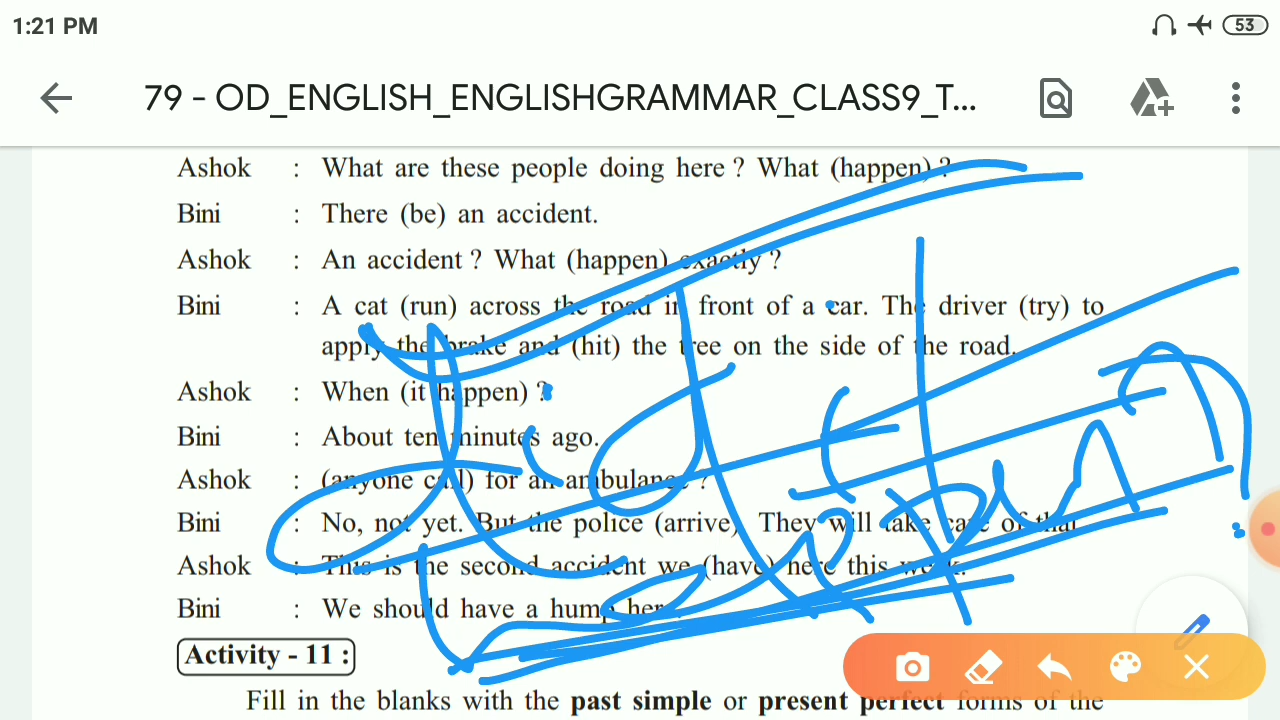 1:21 PM 53
79 - OD_ENGLISH_ENGLISHGRAMMAR_CLASS9_T...
Ashok : What are these people doing here ? What (happen) ?
Bini : There (be) an accident.
Ashok : An accident ? What (happen) exactly ?
Bini : A cat (run) across the road in front of a car. The driver (try) to
apply the brake and (hit) the tree on the side of the road.
Ashok : When (it happen) ?
Bini : About ten minutes ago.
Ashok : (anyone call) for an ambulance ?
Bini : No, not yet. But the police (arrive). They will take care of that.
Ashok : This is the second accident we (have) here this week.
Bini : We should have a hump here.
Activity - 11 :
Fill in the blanks with the past simple or present perfect forms of the